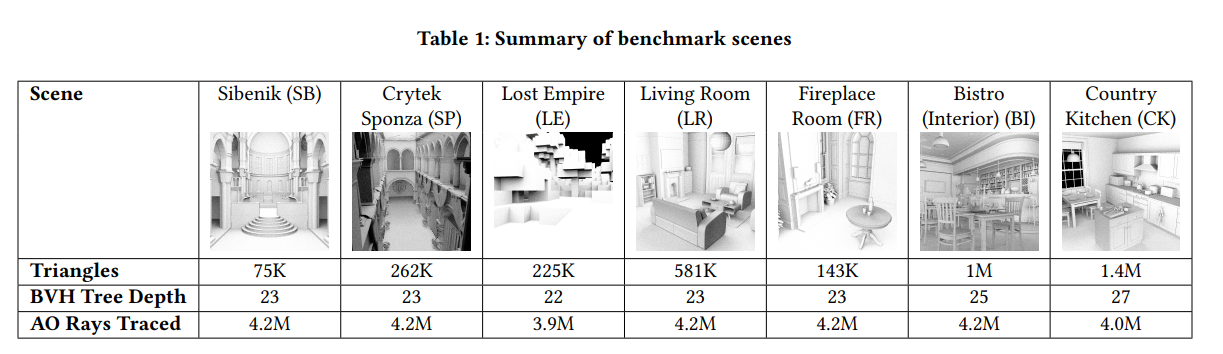 Table 1: Summary of benchmark scenes
Scene Sibenik (SB) Crytek Sponza (SP) Lost Empire (LE) Living Room (LR) Fireplace Room (FR) Bistro (Interior) (BI) Country Kitchen (CK)
Triangles 75K 262K 225K 581K 143K 1M 1.4M
BVH Tree Depth 23 23 22 23 23 25 27
AO Rays Traced 4.2M 4.2M 3.9M 4.2M 4.2M 4.2M 4.0M